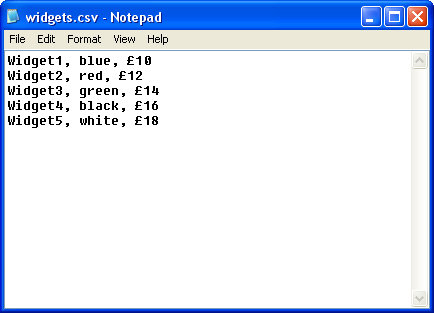 widgets.csv - Notepad
File Edit Format View Help
Widget1, blue, £10
Widget2, red, £12
Widget3, green, £14
Widget4, black, £16
Widget5, white, £18